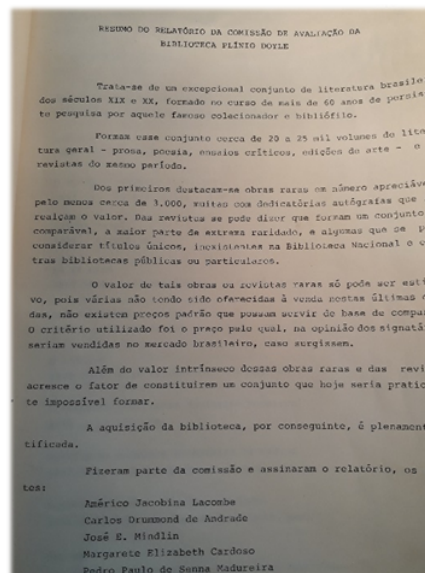 RESUMO DO RELATÓRIO DA COMISSÃO DE AVALIAÇÃO DA
BIBLIOTECA PLÍNIO DOYLE
Trata-se de um excepcional conjunto de literatura brasile
dos séculos XIX e XX, formado no curso de mais de 60 anos de
te pesquisa por aquele famoso colecionador e bibliófilo.
Formam esse conjunto cerca de 20 a 25 mil volumes de lite
tura geral - prosa, poesia, ensaios críticos, edições de arte - e
revistas do mesmo período.
Dos primeiros destacam-se obras raras em número apreciáve
pelo menos cerca de 3.000, muitas com dedicatórias autógrafas que
realçam o valor. Das revistas se pode dizer que formam um conjunto
comparável, a maior parte de extrema raridade, e algumas que se p
considerar títulos únicos, inexistentes na Biblioteca Nacional e o
tras bibliotecas públicas ou particulares.
O valor de tais obras ou revistas raras só pode ser esti
vo, pois várias não tendo sido oferecidas à venda nestas últimas
das, não existem preços padrão que possam servir de base de compa
O critério utilizado foi o preço pelo qual, na opinião dos signatá
seriam vendidas no mercado brasileiro, caso surgissem.
Além do valor intrínseco dessas obras raras e das revi
acresce o fator de constituírem um conjunto que hoje seria pratic
te impossível formar.
A aquisição da biblioteca, por conseguinte, é plenamen
tificada.
Fizeram parte da comissão e assinaram o relatório, os
tes:
Américo Jacobina Lacombe
Carlos Drummond de Andrade
José E. Mindlin
Margarete Elizabeth Cardoso
Pedro Paulo de Senna Madureira